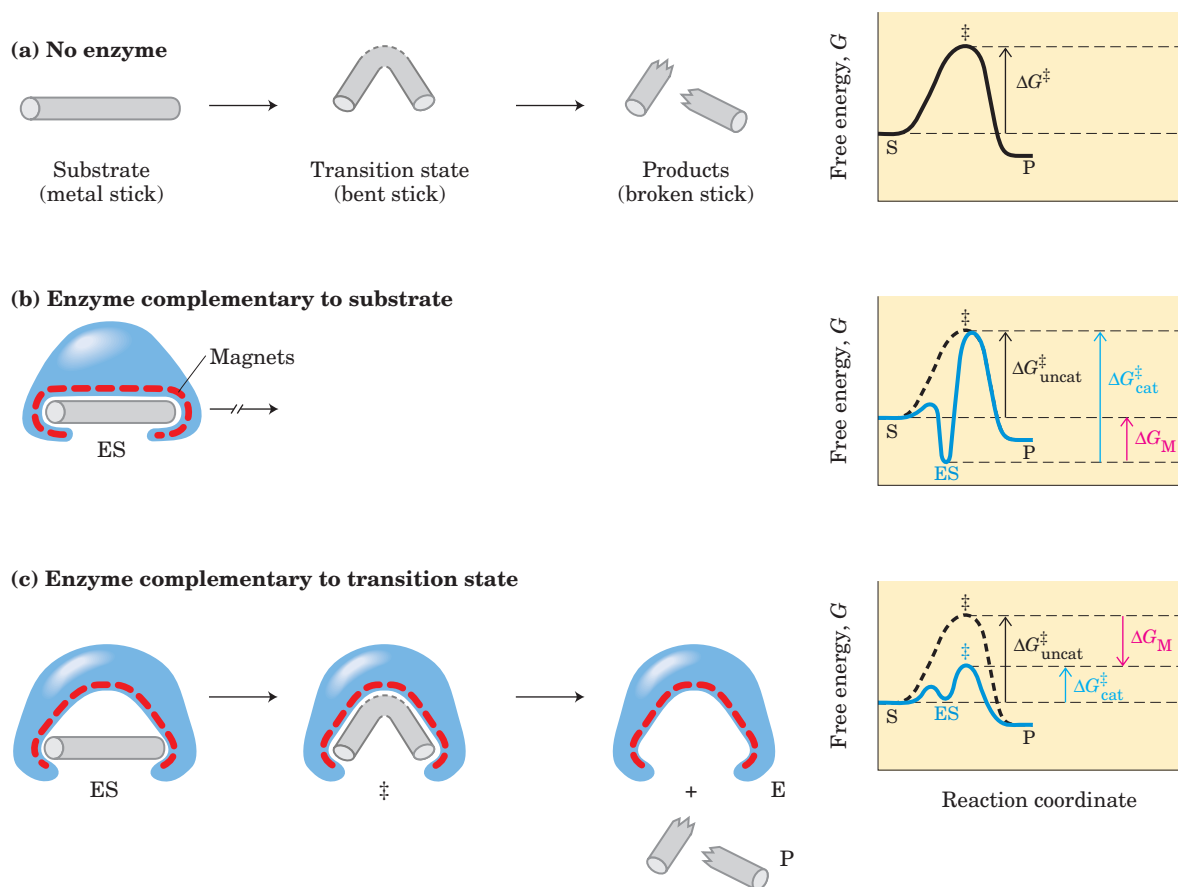 (a) No enzyme
Substrate
(metal stick)
Transition state
(bent stick)
Products
(broken stick)
Free energy, G
‡
ΔG‡
S
P
(b) Enzyme complementary to substrate
Magnets
ES
Free energy, G
‡
ΔG‡uncat
ΔG‡cat
ΔGM
S
ES
P
(c) Enzyme complementary to transition state
ES
‡
+
E
P
Free energy, G
‡
‡
ΔG‡uncat
ΔGM
ΔG‡cat
S
ES
P
Reaction coordinate